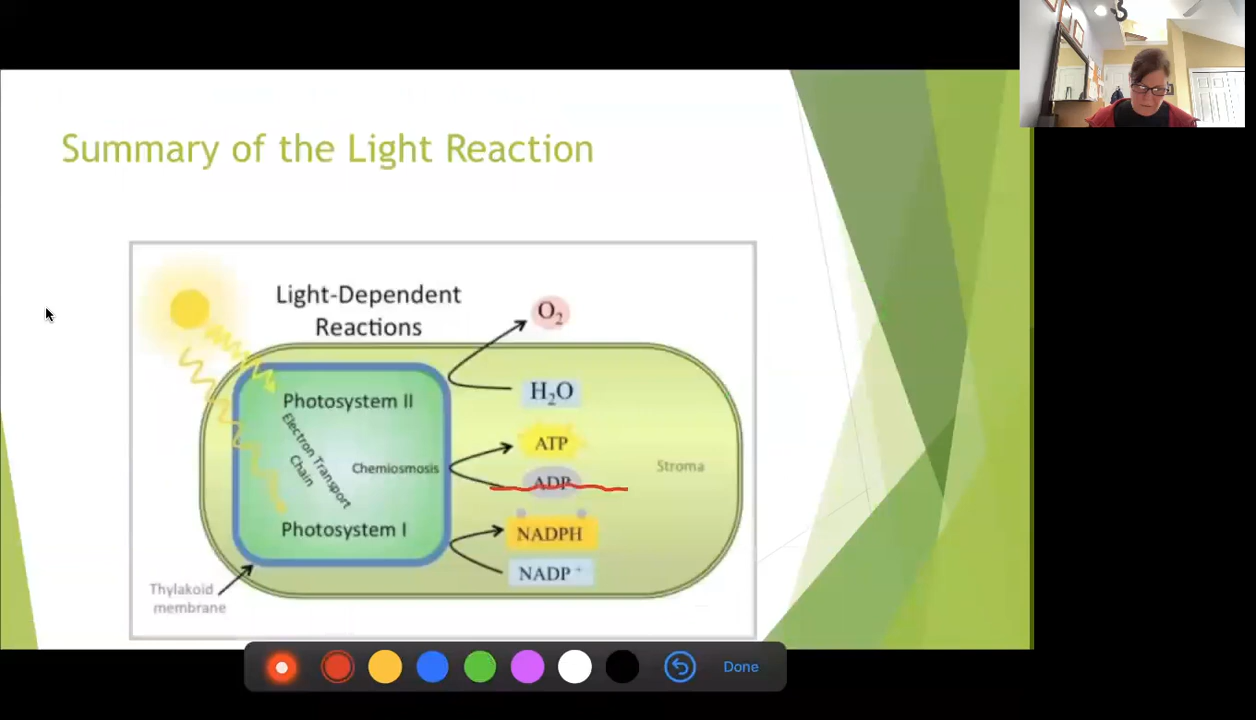 Summary of the Light Reaction
Light-Dependent
Reactions
O₂
H₂O
Photosystem II
ATP
Electron Transport
Chain
Chemiosmosis
Stroma
ADP
Photosystem I
NADPH
NADP⁺
Thylakoid
membrane
Done